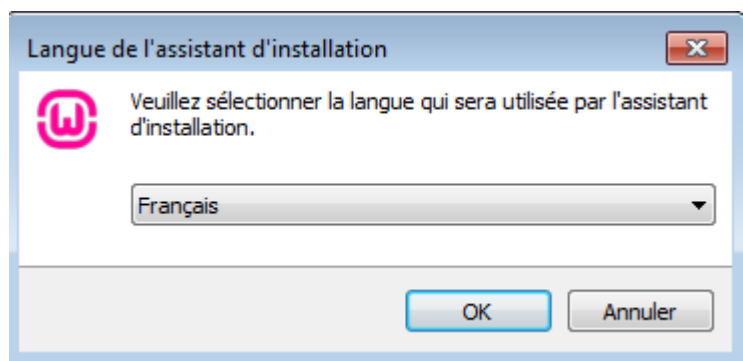 Langue de l'assistant d'installation
Veuillez sélectionner la langue qui sera utilisée par l'assistant
d'installation.
Français
OK
Annuler